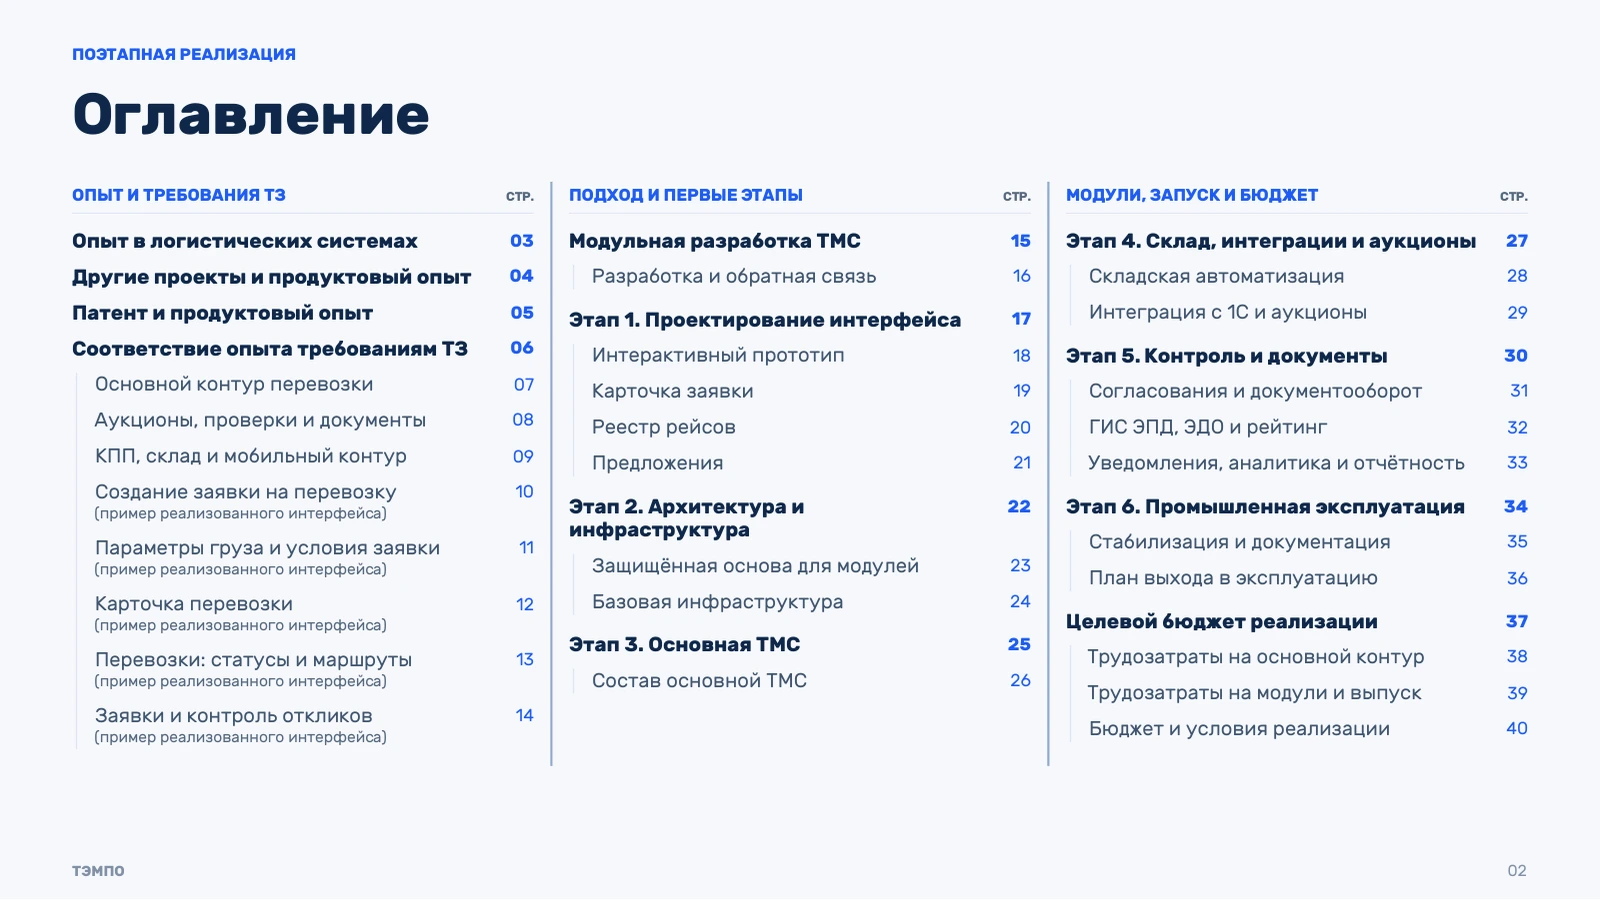 ПОЭТАПНАЯ РЕАЛИЗАЦИЯ
Оглавление
ОПЫТ И ТРЕБОВАНИЯ ТЗ СТР.
Опыт в логистических системах 03
Другие проекты и продуктовый опыт 04
Патент и продуктовый опыт 05
Соответствие опыта требованиям ТЗ 06
Основной контур перевозки 07
Аукционы, проверки и документы 08
КПП, склад и мобильный контур 09
Создание заявки на перевозку 10
(пример реализованного интерфейса)
Параметры груза и условия заявки 11
(пример реализованного интерфейса)
Карточка перевозки 12
(пример реализованного интерфейса)
Перевозки: статусы и маршруты 13
(пример реализованного интерфейса)
Заявки и контроль откликов 14
(пример реализованного интерфейса)
ПОДХОД И ПЕРВЫЕ ЭТАПЫ СТР.
Модульная разработка ТМС 15
Разработка и обратная связь 16
Этап 1. Проектирование интерфейса 17
Интерактивный прототип 18
Карточка заявки 19
Реестр рейсов 20
Предложения 21
Этап 2. Архитектура и 22
инфраструктура
Защищённая основа для модулей 23
Базовая инфраструктура 24
Этап 3. Основная ТМС 25
Состав основной ТМС 26
МОДУЛИ, ЗАПУСК И БЮДЖЕТ СТР.
Этап 4. Склад, интеграции и аукционы 27
Складская автоматизация 28
Интеграция с 1С и аукционы 29
Этап 5. Контроль и документы 30
Согласования и документооборот 31
ГИС ЭПД, ЭДО и рейтинг 32
Уведомления, аналитика и отчётность 33
Этап 6. Промышленная эксплуатация 34
Стабилизация и документация 35
План выхода в эксплуатацию 36
Целевой бюджет реализации 37
Трудозатраты на основной контур 38
Трудозатраты на модули и выпуск 39
Бюджет и условия реализации 40
ТЭМПО 02